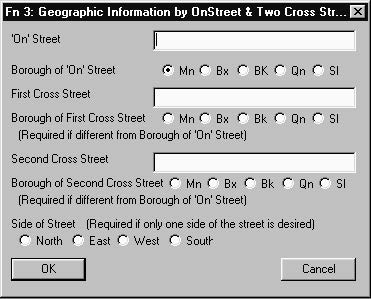 Fn 3: Geographic Information by OnStreet & Two Cross Str...
'On' Street
Borough of 'On' Street Mn Bx BK Qn SI
First Cross Street
Borough of First Cross Street Mn Bx Bk Qn SI
(Required if different from Borough of 'On' Street)
Second Cross Street
Borough of Second Cross Street Mn Bx Bk Qn SI
(Required if different from Borough of 'On' Street)
Side of Street (Required if only one side of the street is desired)
North East West South
OK Cancel